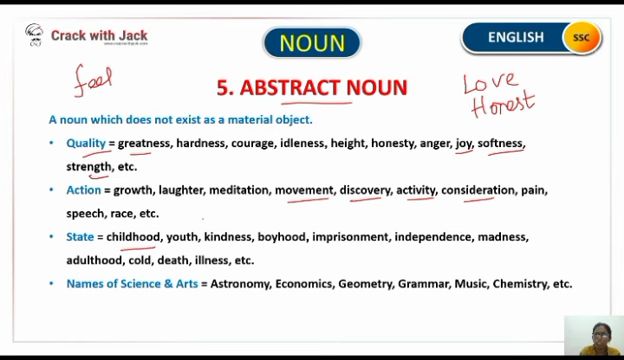 Crack with Jack
NOUN
ENGLISH
SSC
feel
5. ABSTRACT NOUN
Love
Honest
A noun which does not exist as a material object.
• Quality = greatness, hardness, courage, idleness, height, honesty, anger, joy, softness,
strength, etc.
• Action = growth, laughter, meditation, movement, discovery, activity, consideration, pain,
speech, race, etc.
• State = childhood, youth, kindness, boyhood, imprisonment, independence, madness,
adulthood, cold, death, illness, etc.
• Names of Science & Arts = Astronomy, Economics, Geometry, Grammar, Music, Chemistry, etc.